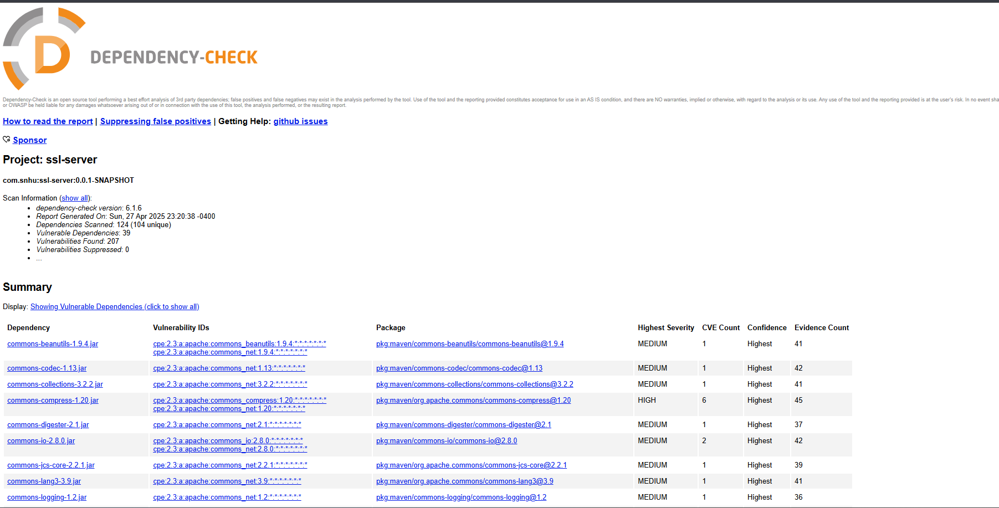 DEPENDENCY-CHECK
Dependency-Check is an open source tool performing a best effort analysis of 3rd party dependencies; false positives and false negatives may exist in the analysis performed by the tool. Use of the tool and the reporting provided constitutes acceptance for use in an AS IS condition, and there are NO warranties, implied or otherwise, with regard to the analysis or its use. Any use of the tool and the reporting provided is at the user's risk. In no event sha
or OWASP be held liable for any damages whatsoever arising out of or in connection with the use of this tool, the analysis performed, or the resulting report.
How to read the report | Suppressing false positives | Getting Help: github issues
Sponsor
Project: ssl-server
com.snhu:ssl-server:0.0.1-SNAPSHOT
Scan Information (show all):
• dependency-check version: 6.1.6
• Report Generated On: Sun, 27 Apr 2025 23:20:38 -0400
• Dependencies Scanned: 124 (104 unique)
• Vulnerable Dependencies: 39
• Vulnerabilities Found: 207
• Vulnerabilities Suppressed: 0
• ...
Summary
Display: Showing Vulnerable Dependencies (click to show all)
Dependency Vulnerability IDs Package Highest Severity CVE Count Confidence Evidence Count
commons-beanutils-1.9.4.jar cpe:2.3:a:apache:commons_beanutils:1.9.4:*:*:*:*:*:*:* pkg:maven/commons-beanutils/commons-beanutils@1.9.4 MEDIUM 1 Highest 41
cpe:2.3:a:apache:commons_net:1.9.4:*:*:*:*:*:*:*
commons-codec-1.13.jar cpe:2.3:a:apache:commons_net:1.13:*:*:*:*:*:*:* pkg:maven/commons-codec/commons-codec@1.13 MEDIUM 1 Highest 42
commons-collections-3.2.2.jar cpe:2.3:a:apache:commons_net:3.2.2:*:*:*:*:*:*:* pkg:maven/commons-collections/commons-collections@3.2.2 MEDIUM 1 Highest 41
commons-compress-1.20.jar cpe:2.3:a:apache:commons_compress:1.20:*:*:*:*:*:*:* pkg:maven/org.apache.commons/commons-compress@1.20 HIGH 6 Highest 45
cpe:2.3:a:apache:commons_net:1.20:*:*:*:*:*:*:*
commons-digester-2.1.jar cpe:2.3:a:apache:commons_net:2.1:*:*:*:*:*:*:* pkg:maven/commons-digester/commons-digester@2.1 MEDIUM 1 Highest 37
commons-io-2.8.0.jar cpe:2.3:a:apache:commons_io:2.8.0:*:*:*:*:*:*:* pkg:maven/commons-io/commons-io@2.8.0 MEDIUM 2 Highest 42
cpe:2.3:a:apache:commons_net:2.8.0:*:*:*:*:*:*:*
commons-jcs-core-2.2.1.jar cpe:2.3:a:apache:commons_net:2.2.1:*:*:*:*:*:*:* pkg:maven/org.apache.commons/commons-jcs-core@2.2.1 MEDIUM 1 Highest 39
commons-lang3-3.9.jar cpe:2.3:a:apache:commons_net:3.9:*:*:*:*:*:*:* pkg:maven/org.apache.commons/commons-lang3@3.9 MEDIUM 1 Highest 41
commons-logging-1.2.jar cpe:2.3:a:apache:commons_net:1.2:*:*:*:*:*:*:* pkg:maven/commons-logging/commons-logging@1.2 MEDIUM 1 Highest 36